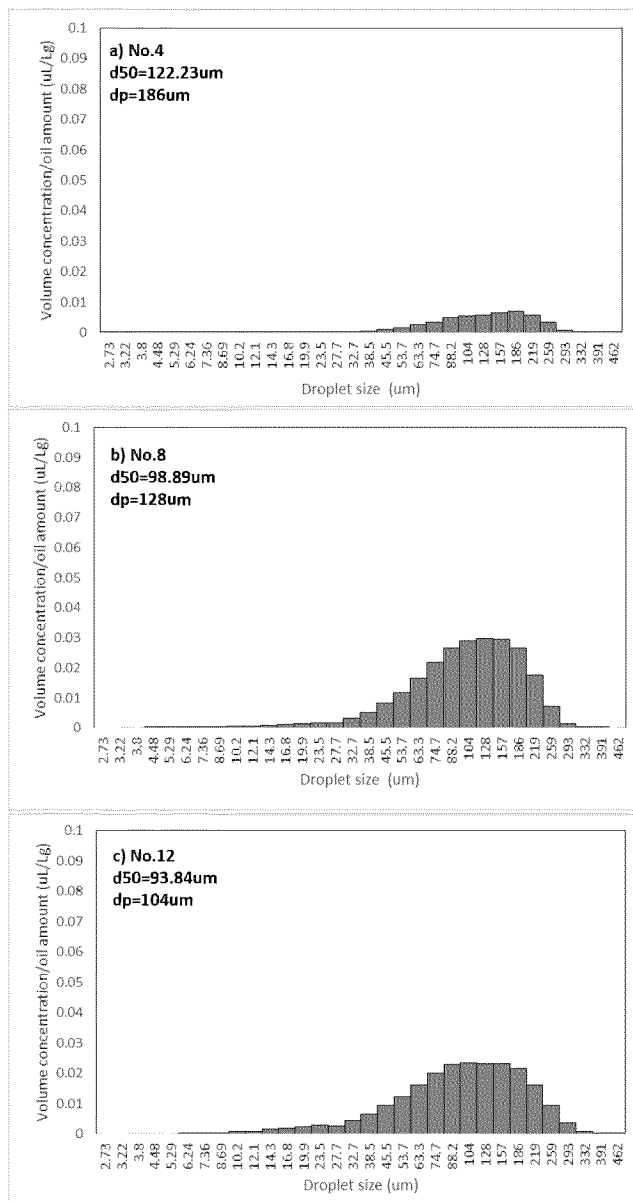 a) No.4
d50=122.23um
dp=186um
Volume concentration/oil amount (uL/Lg)
0.1
0.09
0.08
0.07
0.06
0.05
0.04
0.03
0.02
0.01
0
2.73 3.22 3.8 4.48 5.29 6.24 7.36 8.69 10.2 12.1 14.3 16.8 19.9 23.5 27.7 32.7 38.5 45.5 53.7 63.3 74.7 88.2 104 128 157 186 219 259 293 332 391 462
Droplet size (um)
b) No.8
d50=98.89um
dp=128um
Volume concentration/oil amount (uL/Lg)
0.1
0.09
0.08
0.07
0.06
0.05
0.04
0.03
0.02
0.01
0
2.73 3.22 3.8 4.48 5.29 6.24 7.36 8.69 10.2 12.1 14.3 16.8 19.9 23.5 27.7 32.7 38.5 45.5 53.7 63.3 74.7 88.2 104 128 157 186 219 259 293 332 391 462
Droplet size (um)
c) No.12
d50=93.84um
dp=104um
Volume concentration/oil amount (uL/Lg)
0.1
0.09
0.08
0.07
0.06
0.05
0.04
0.03
0.02
0.01
0
2.73 3.22 3.8 4.48 5.29 6.24 7.36 8.69 10.2 12.1 14.3 16.8 19.9 23.5 27.7 32.7 38.5 45.5 53.7 63.3 74.7 88.2 104 128 157 186 219 259 293 332 391 462
Droplet size (um)